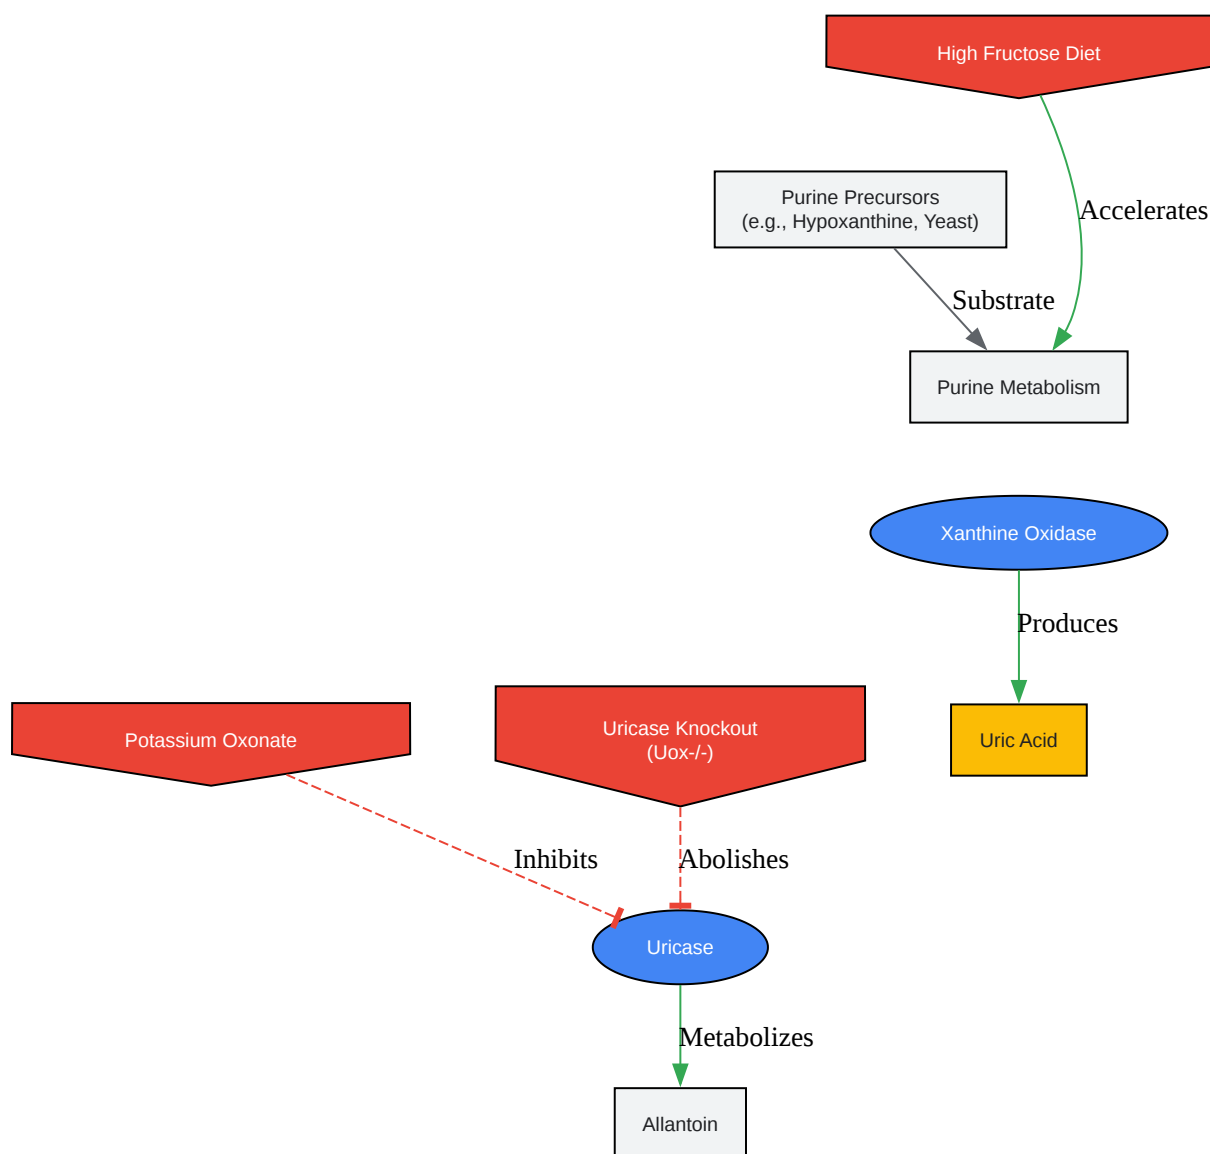 High Fructose Diet
Purine Precursors
(e.g., Hypoxanthine, Yeast)
Accelerates
Substrate
Purine Metabolism
Xanthine Oxidase
Produces
Potassium Oxonate
Uricase Knockout
(Uox-/-)
Uric Acid
Inhibits
Abolishes
Uricase
Metabolizes
Allantoin